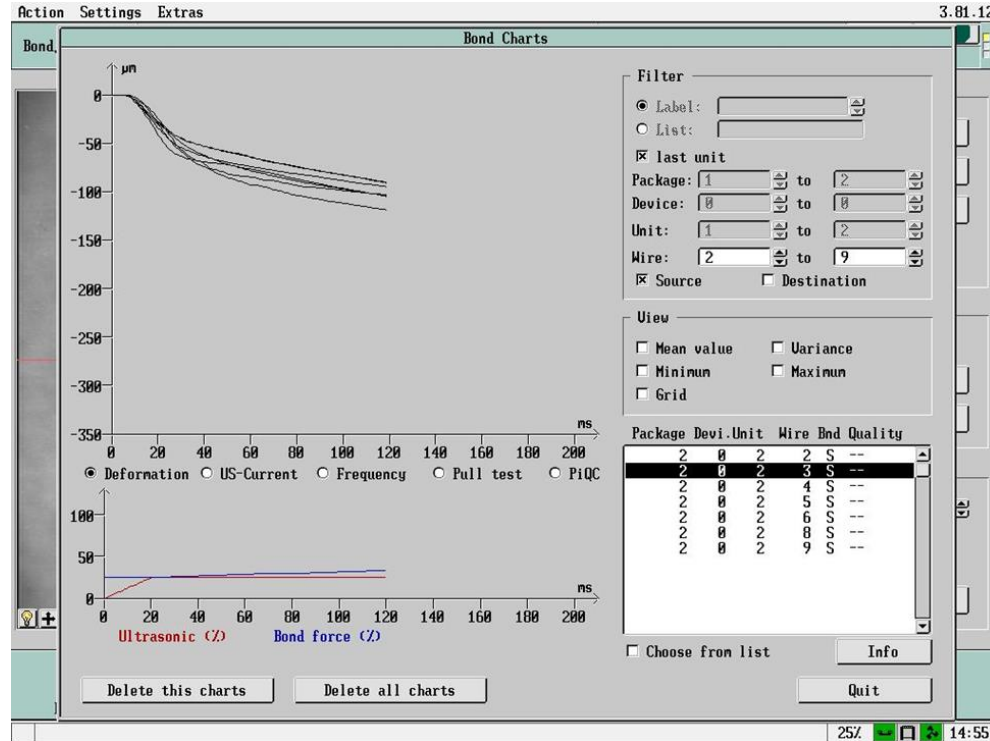 Action Settings Extras 3.81.12
Bond.
Bond Charts
µm
0
-50
-100
-150
-200
-250
-300
-350
ms
0 20 40 60 80 100 120 140 160 180 200
Deformation US-Current Frequency Pull test PiQC
100
50
0
ms
0 20 40 60 80 100 120 140 160 180 200
Ultrasonic (%) Bond force (%)
Delete this charts Delete all charts
Filter
Label:
List:
last unit
Package: 1 to 2
Device: 0 to 0
Unit: 1 to 2
Wire: 2 to 9
Source Destination
View
Mean value Variance
Minimum Maximum
Grid
Package Devi.Unit Wire Bnd Quality
2 0 2 2 S --
2 0 2 3 S --
2 0 2 4 S --
2 0 2 5 S --
2 0 2 6 S --
2 0 2 8 S --
2 0 2 9 S --
Choose from list Info
Quit
25% 14:55